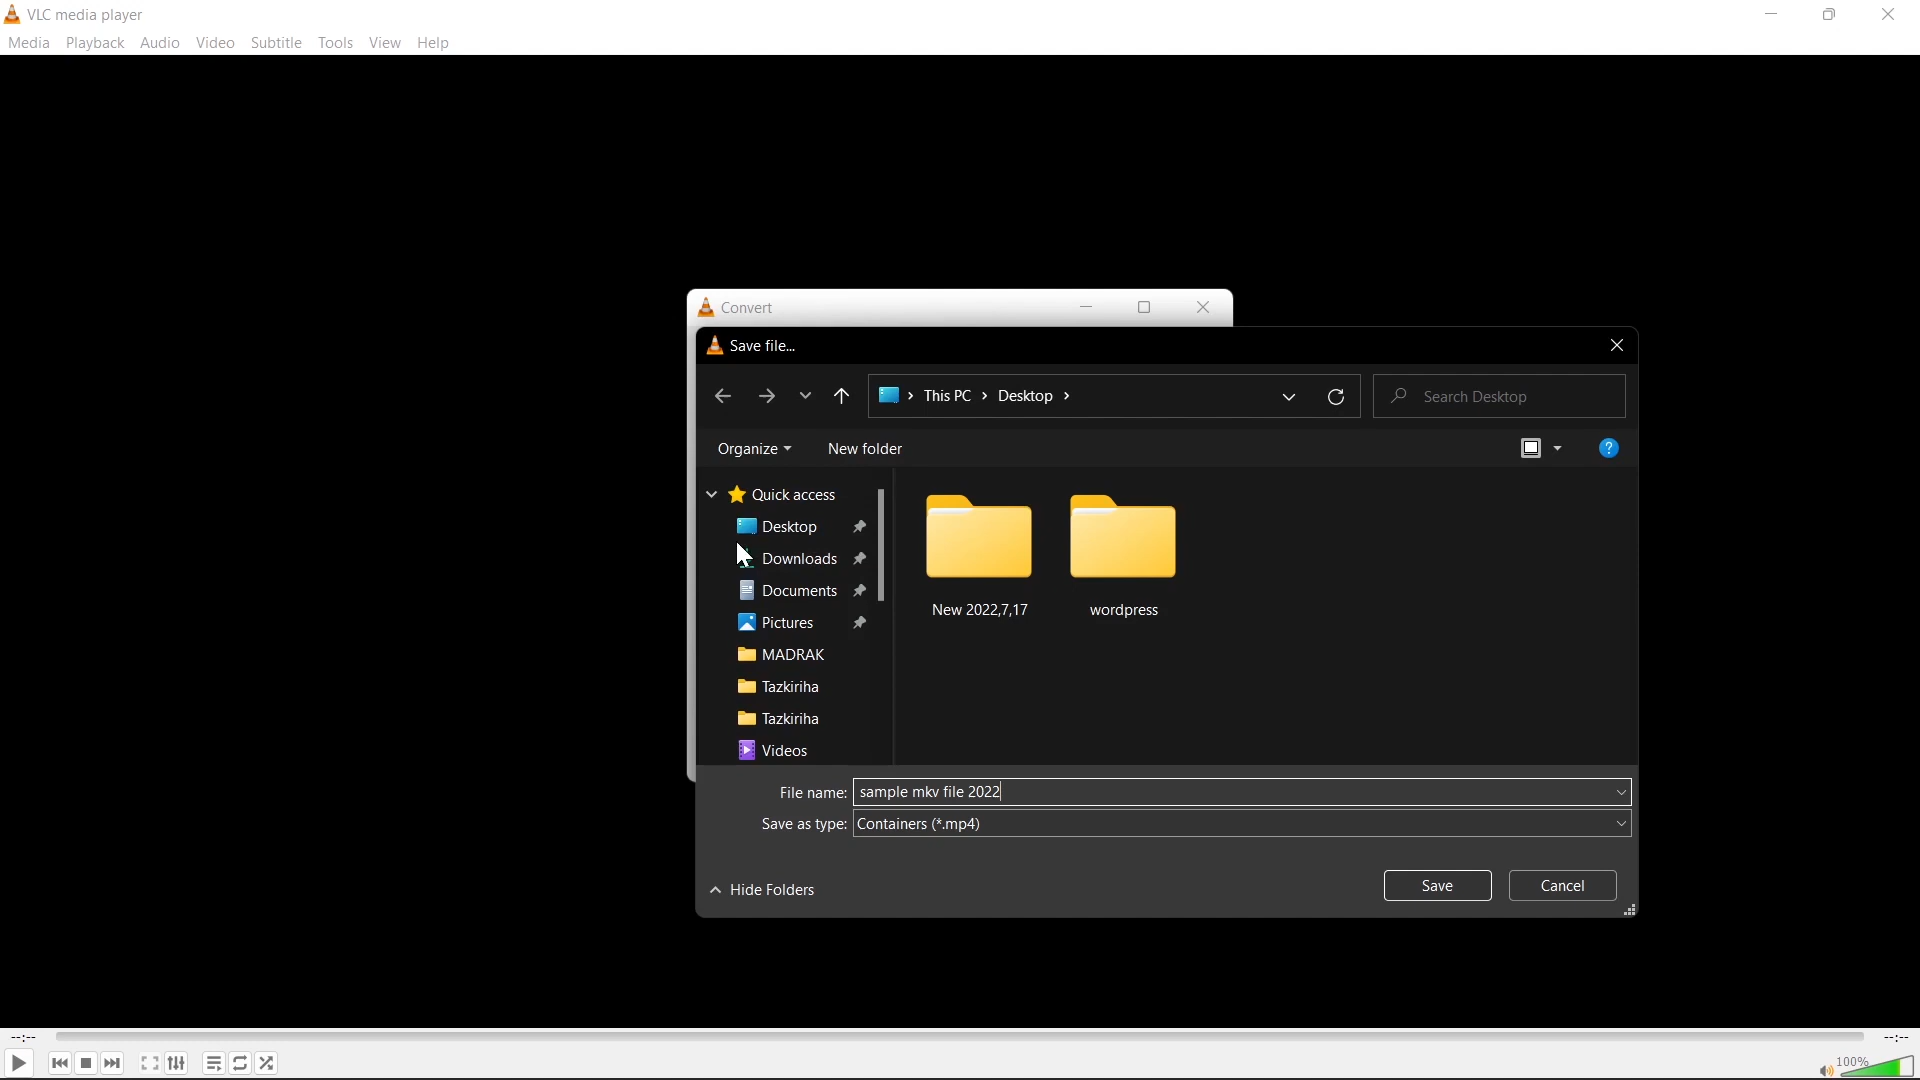 VLC media player
Media Playback Audio Video Subtitle Tools View Help
Convert
Save file...
This PC > Desktop >
Search Desktop
Organize New folder
?
Quick access
Desktop
Downloads
Documents
Pictures
MADRAK
Tazkiriha
Tazkiriha
Videos
New 2022,7,17 wordpress
File name: sample mkv file 2022
Save as type: Containers (*.mp4)
Hide Folders Save Cancel
--:-- --:--
100%